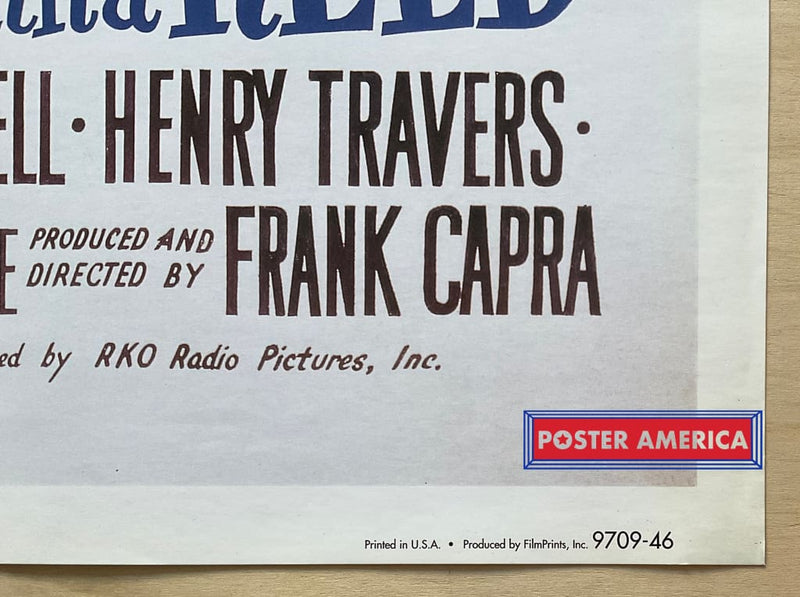 REED
ELL · HENRY TRAVERS ·
E PRODUCED AND DIRECTED BY FRANK CAPRA
ed by RKO Radio Pictures, Inc.
POSTER AMERICA
Printed in U.S.A. • Produced by FilmPrints, Inc. 9709-46